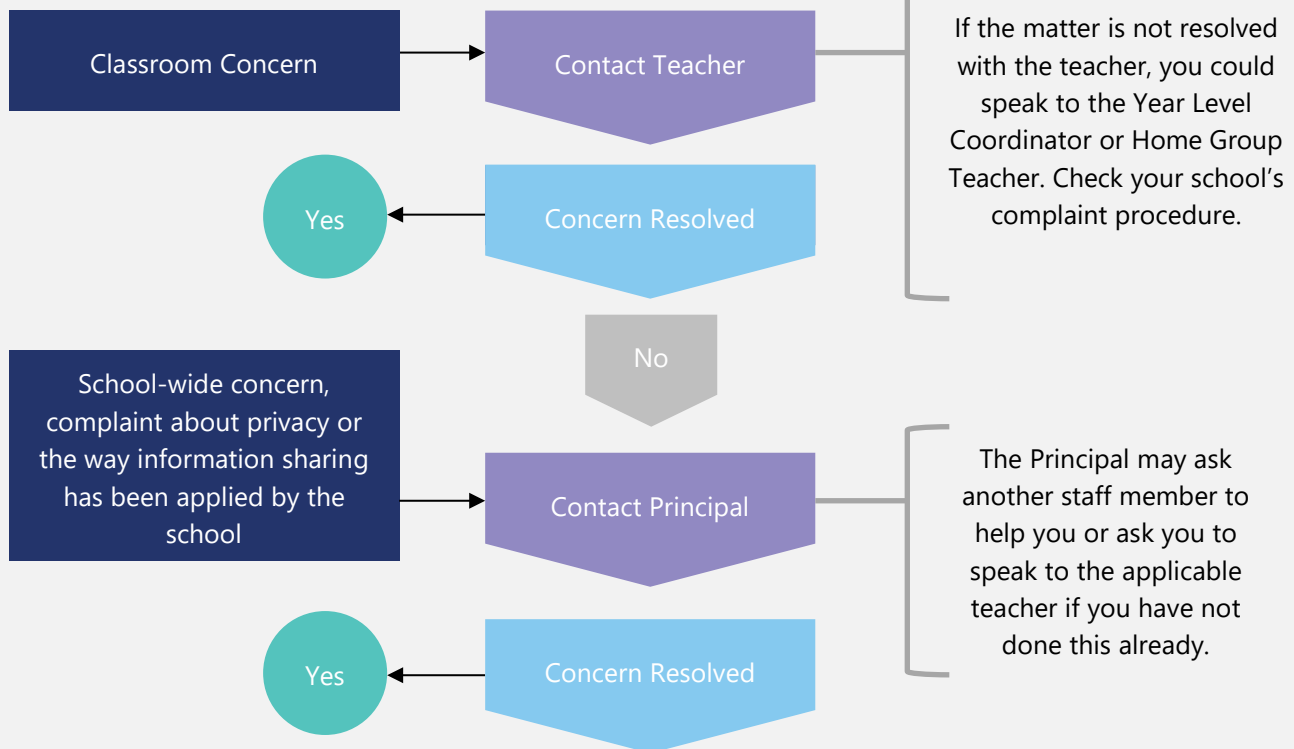 Classroom Concern
Contact Teacher
If the matter is not resolved
with the teacher, you could
speak to the Year Level
Coordinator or Home Group
Teacher. Check your school’s
complaint procedure.
Yes
Concern Resolved
No
School-wide concern,
complaint about privacy or
the way information sharing
has been applied by the
school
Contact Principal
The Principal may ask
another staff member to
help you or ask you to
speak to the applicable
teacher if you have not
done this already.
Yes
Concern Resolved